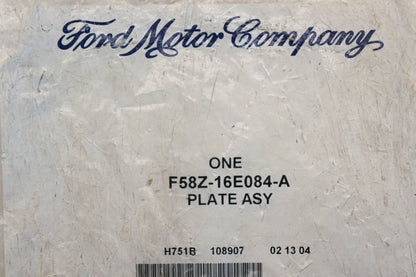 Ford Motor Company
ONE
F58Z-16E084-A
PLATE ASY
H751B 108907 02 13 04